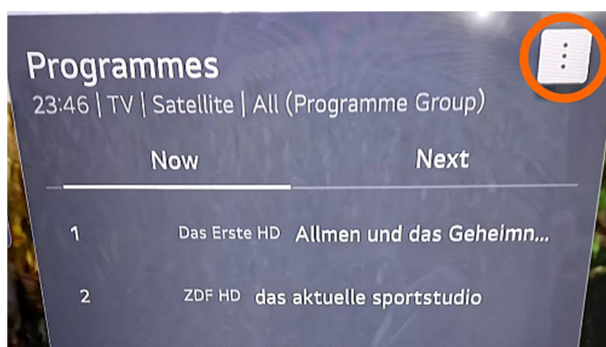 Programmes
23:46 | TV | Satellite | All (Programme Group)
Now Next
1 Das Erste HD Allmen und das Geheimn...
2 ZDF HD das aktuelle sportstudio